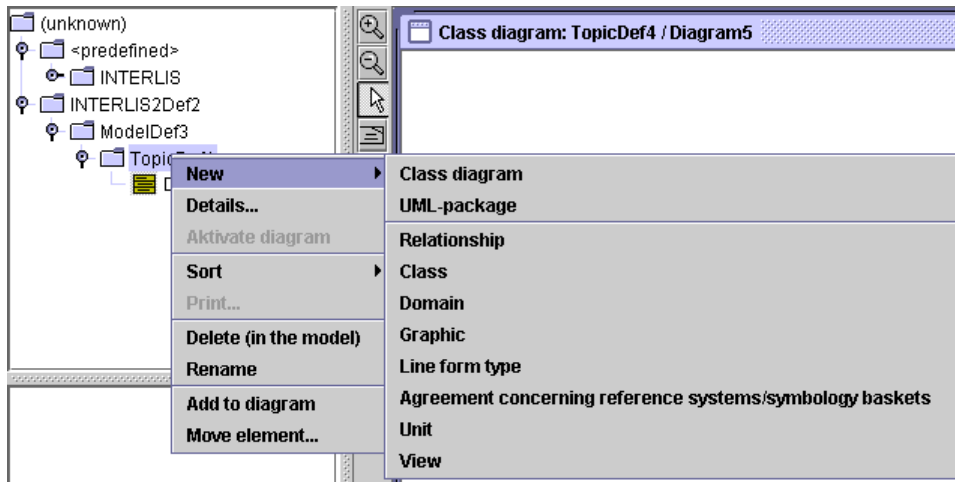 (unknown)
<predefined>
INTERLIS
INTERLIS2Def2
ModelDef3
Class diagram: TopicDef4 / Diagram5
New
Details...
Aktivate diagram
Sort
Print...
Delete (in the model)
Rename
Add to diagram
Move element...
Class diagram
UML-package
Relationship
Class
Domain
Graphic
Line form type
Agreement concerning reference systems/symbology baskets
Unit
View